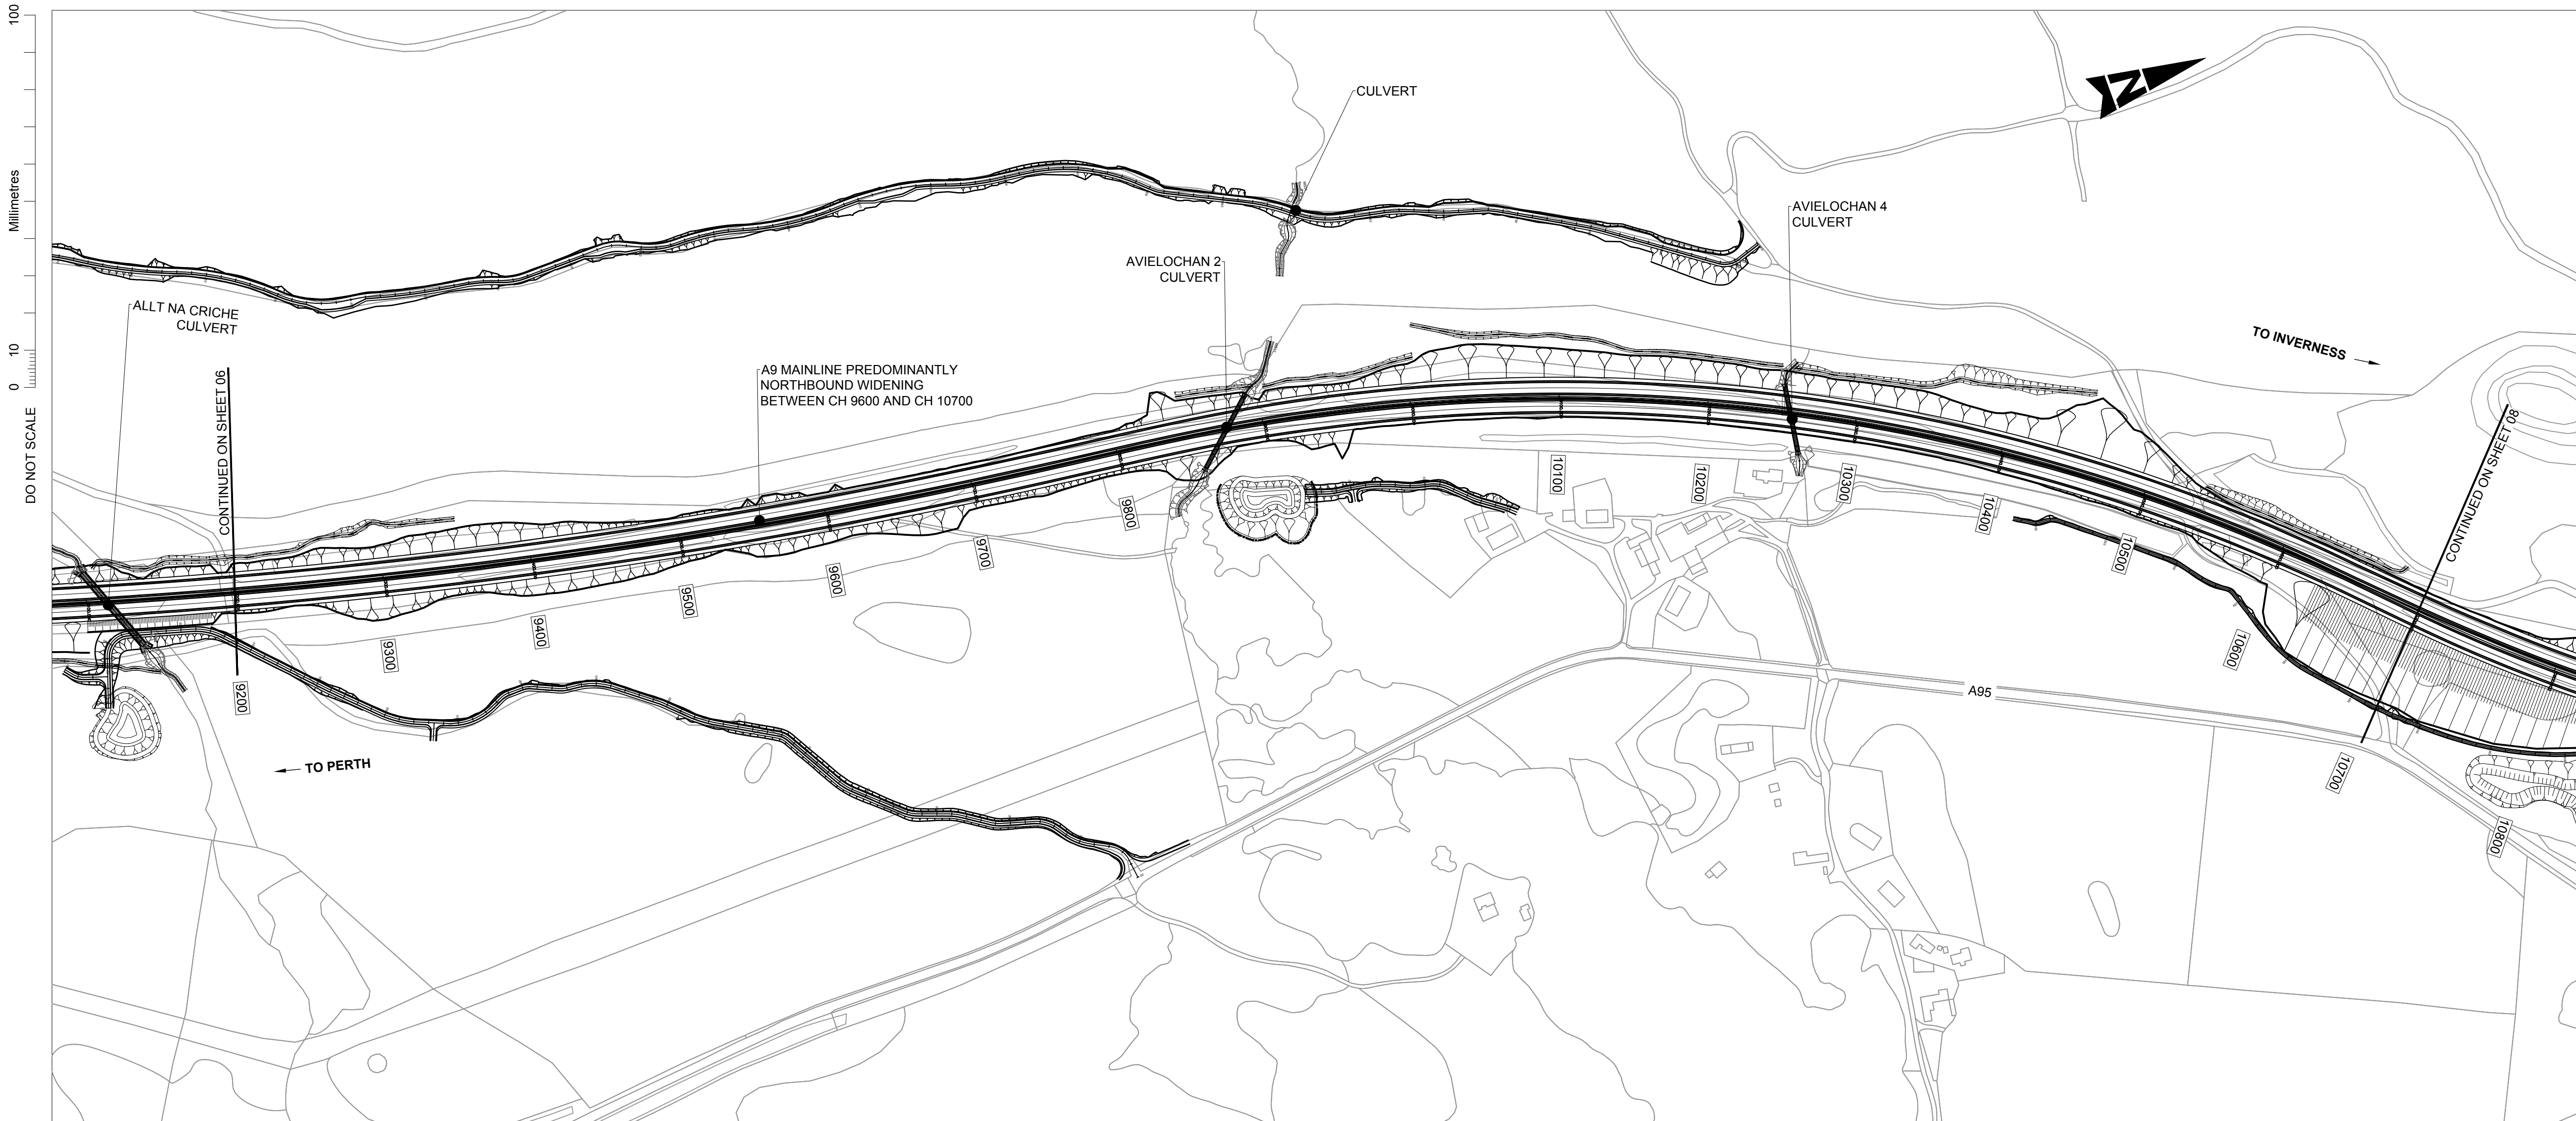 100
Millimetres
10
0
DO NOT SCALE
N
CULVERT
AVIELOCHAN 4
CULVERT
AVIELOCHAN 2
CULVERT
ALLT NA CRICHE
CULVERT
TO INVERNESS
A9 MAINLINE PREDOMINANTLY
NORTHBOUND WIDENING
BETWEEN CH 9600 AND CH 10700
CONTINUED ON SHEET 06
CONTINUED ON SHEET 08
9200
9300
9400
9500
9600
9700
9800
10100
10200
10300
10400
10500
10600
10700
10800
A95
TO PERTH